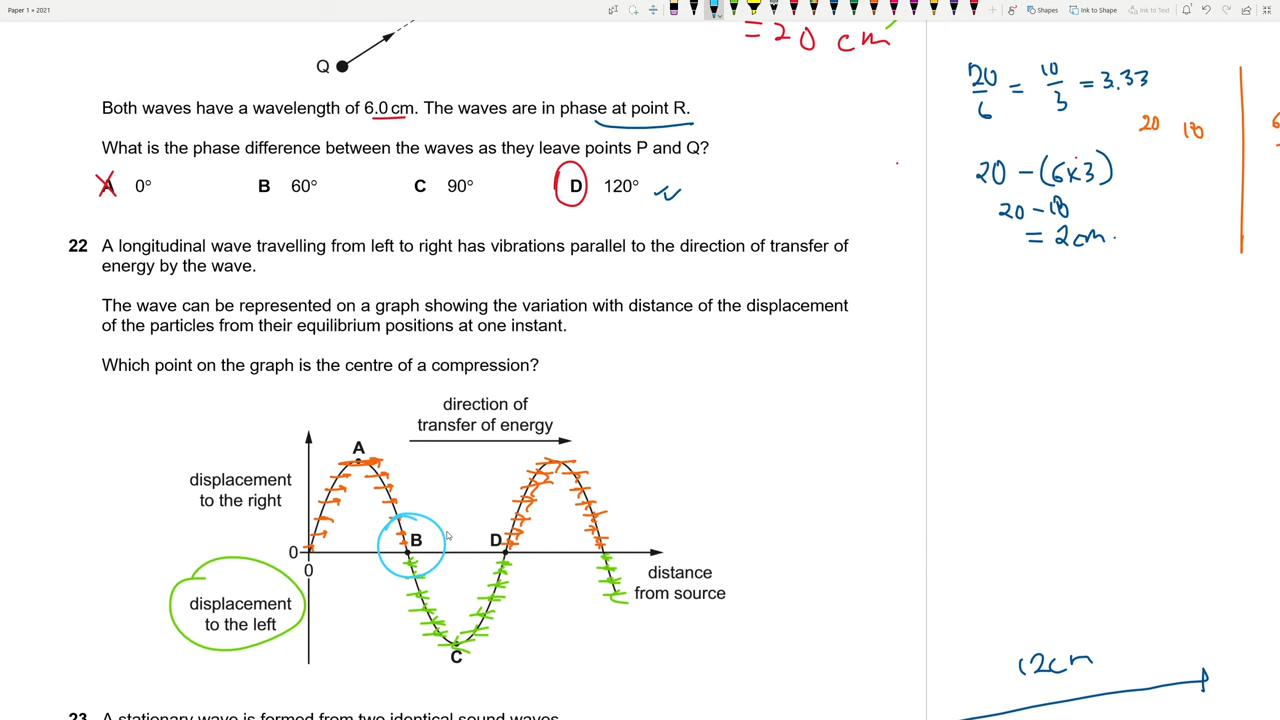 Paper 1 • 2021
Shapes
Ink to Shape
Ink to Text
= 20 cm
Q
Both waves have a wavelength of 6.0 cm. The waves are in phase at point R.
What is the phase difference between the waves as they leave points P and Q?
A 0° B 60° C 90° D 120°
22 A longitudinal wave travelling from left to right has vibrations parallel to the direction of transfer of
energy by the wave.
The wave can be represented on a graph showing the variation with distance of the displacement
of the particles from their equilibrium positions at one instant.
Which point on the graph is the centre of a compression?
direction of
transfer of energy
A
displacement
to the right
B
D
0
0
displacement
to the left
distance
from source
C
23 A stationary wave is formed from two identical sound waves
20/6 = 10/3 = 3.33
20 18
20 - (6x3)
20 - 18
= 2cm.
12cm